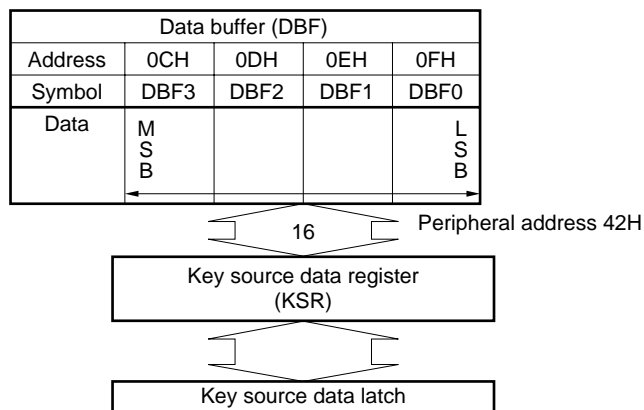 Data buffer (DBF)
Address 0CH 0DH 0EH 0FH
Symbol DBF3 DBF2 DBF1 DBF0
Data
M
S
B
L
S
B
16
Peripheral address 42H
Key source data register
(KSR)
Key source data latch